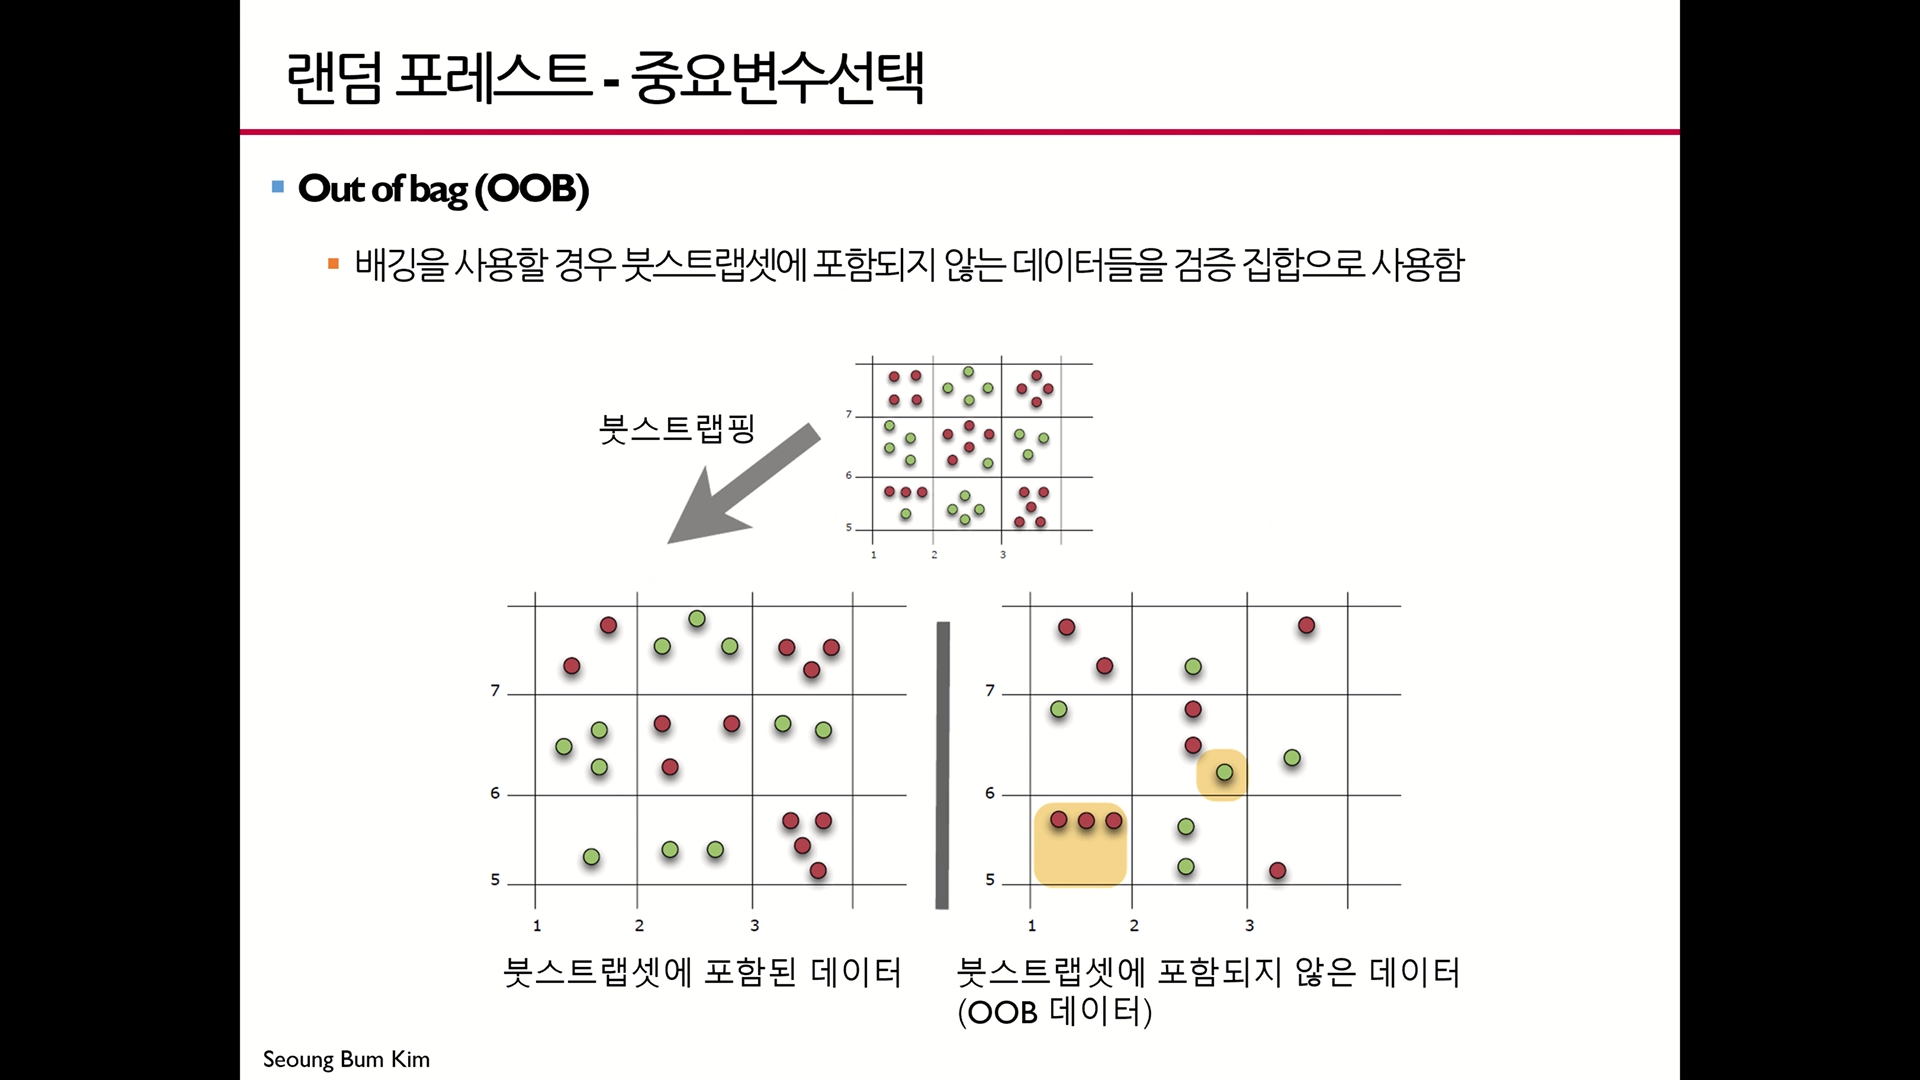 랜덤 포레스트 - 중요변수선택
Out of bag (OOB)
배깅을 사용할 경우 붓스트랩셋에 포함되지 않는 데이터들을 검증 집합으로 사용함
붓스트랩핑
7
6
5
1 2 3
7
6
5
1 2 3
붓스트랩셋에 포함된 데이터
7
6
5
1 2 3
붓스트랩셋에 포함되지 않은 데이터
(OOB 데이터)
Seoung Bum Kim